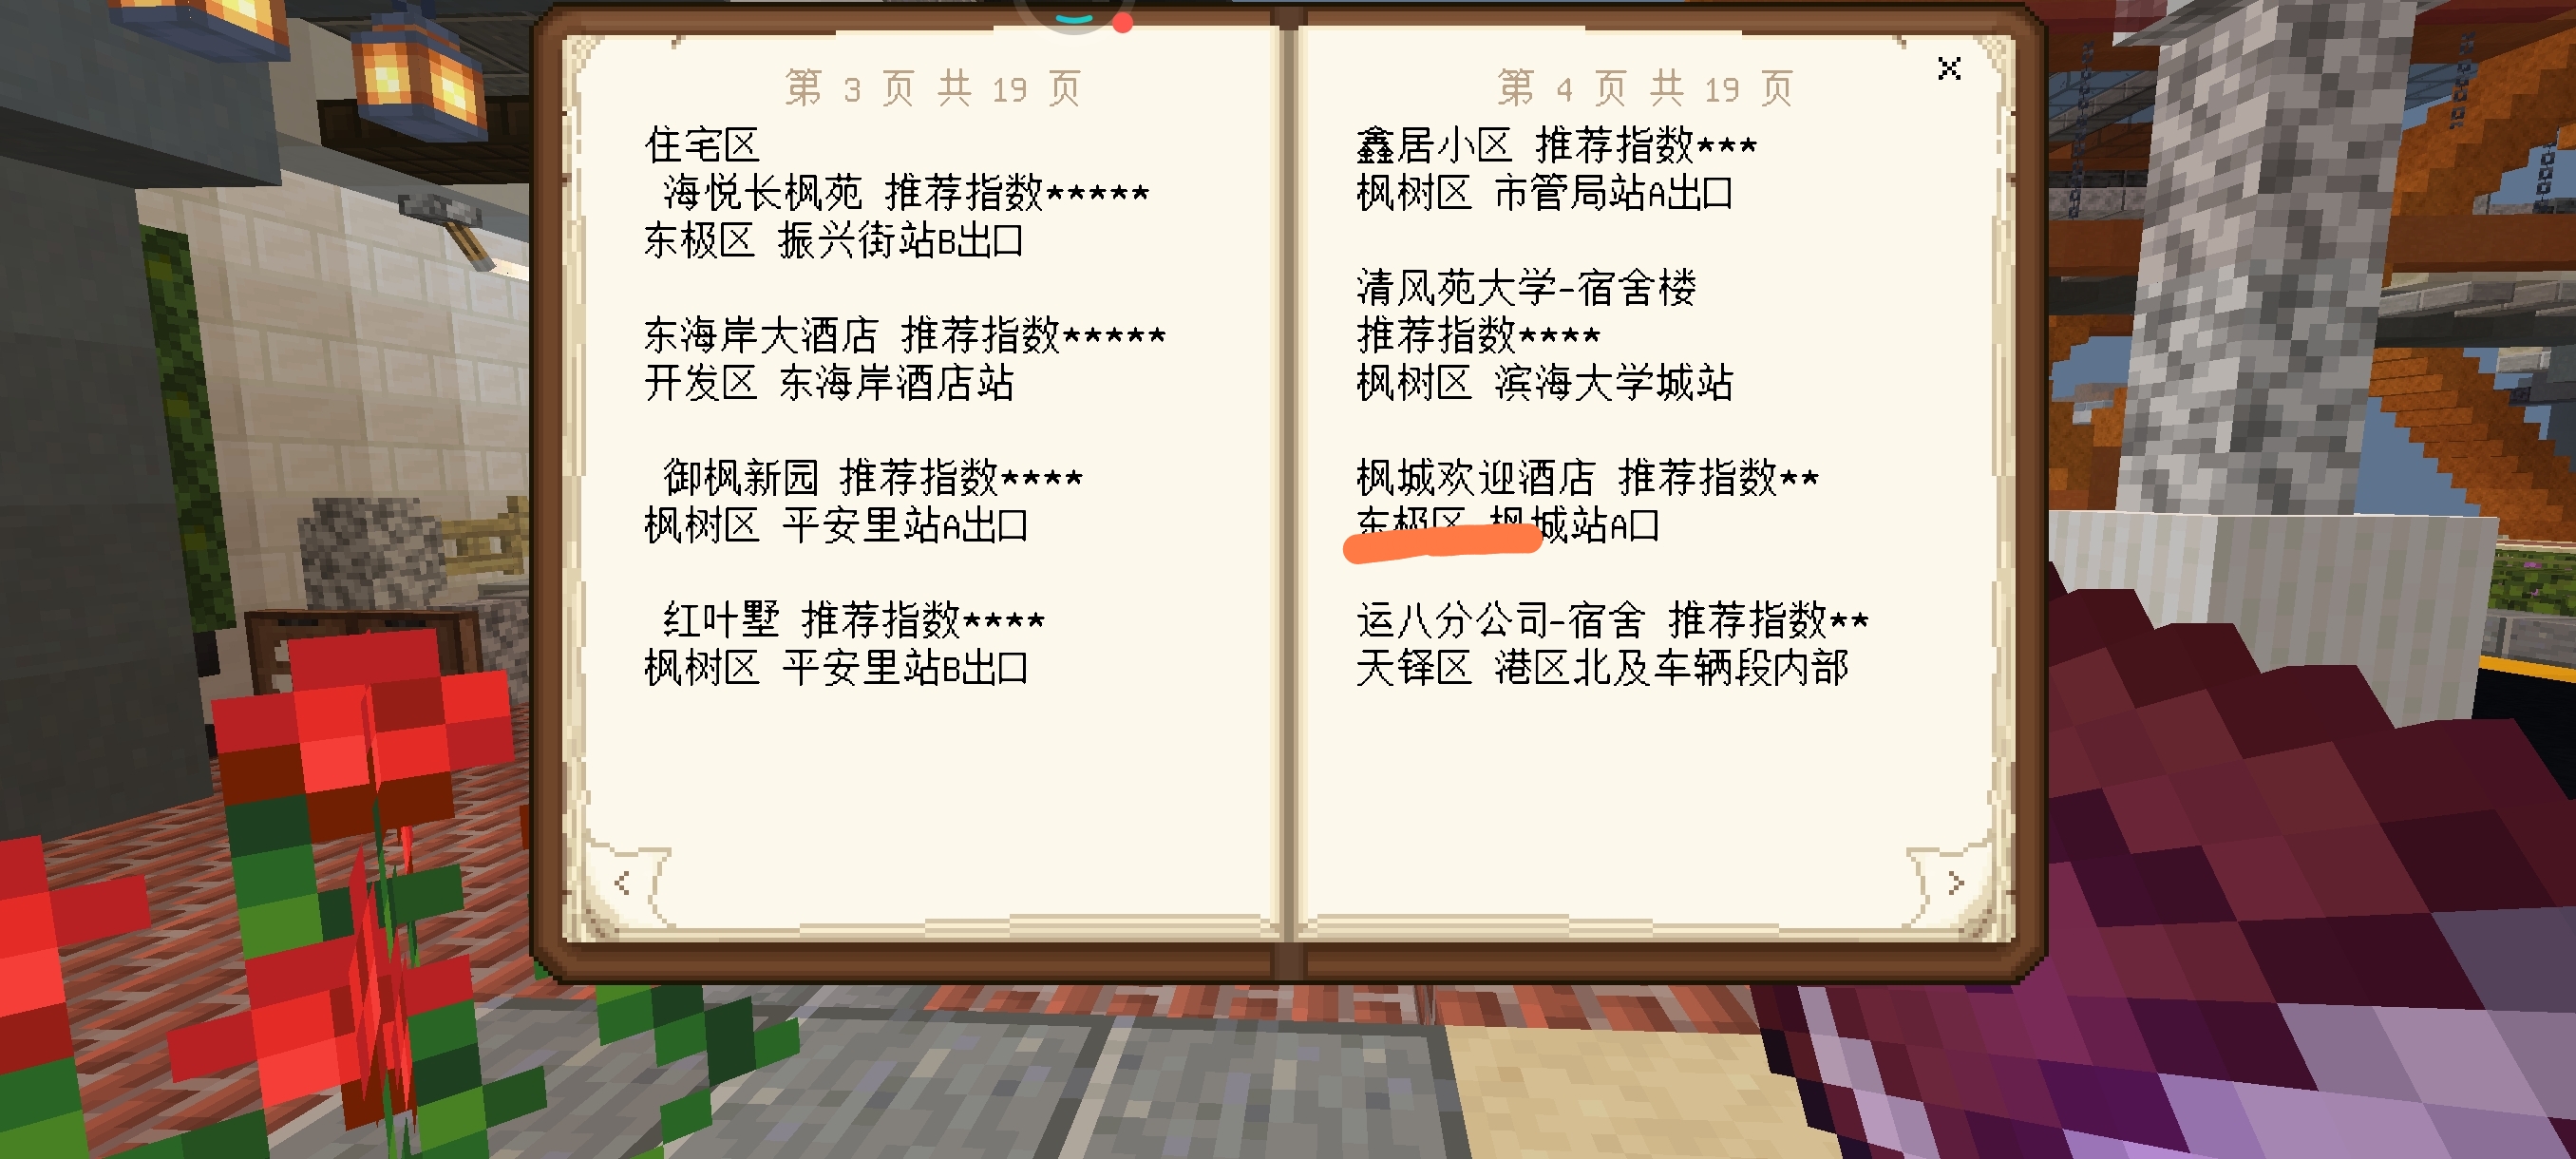 第 3 页 共 19 页
住宅区
海悦长枫苑 推荐指数*****
东极区 振兴街站B出口
东海岸大酒店 推荐指数*****
开发区 东海岸酒店站
御枫新园 推荐指数****
枫树区 平安里站A出口
红叶墅 推荐指数****
枫树区 平安里站B出口
第 4 页 共 19 页
鑫居小区 推荐指数***
枫树区 市管局站A出口
清风苑大学-宿舍楼
推荐指数****
枫树区 滨海大学城站
枫城欢迎酒店 推荐指数**
东极区 枫城站A口
运八分公司-宿舍 推荐指数**
天铎区 港区北及车辆段内部